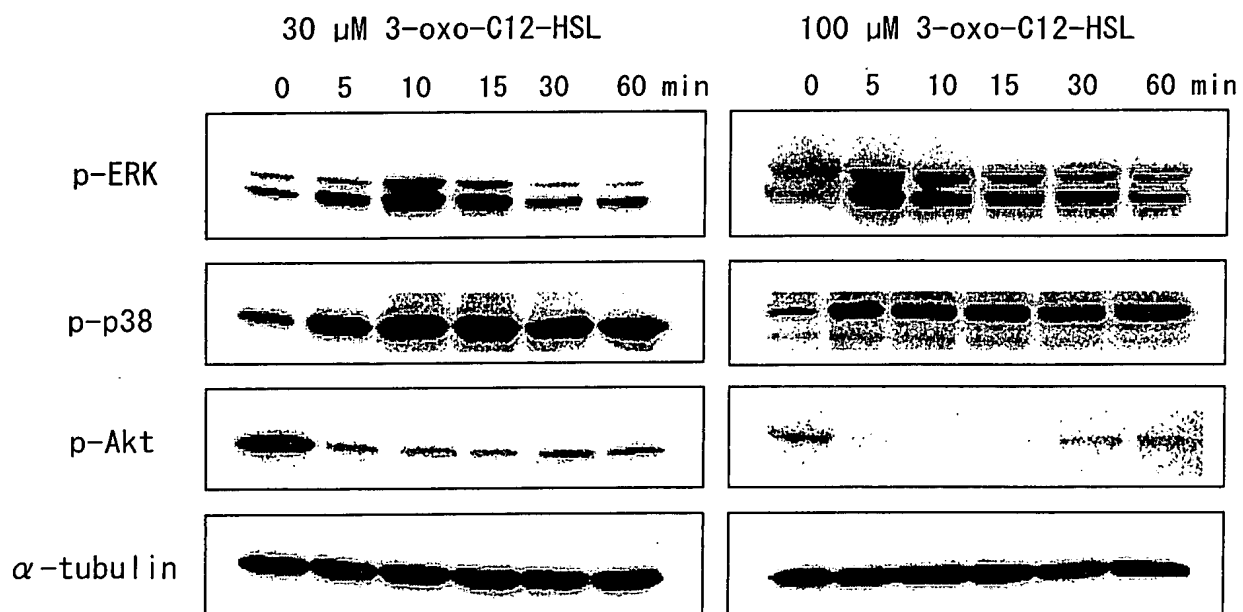 30 μM 3-oxo-C12-HSL 100 μM 3-oxo-C12-HSL
0 5 10 15 30 60 min 0 5 10 15 30 60 min
p-ERK
p-p38
p-Akt
α-tubulin